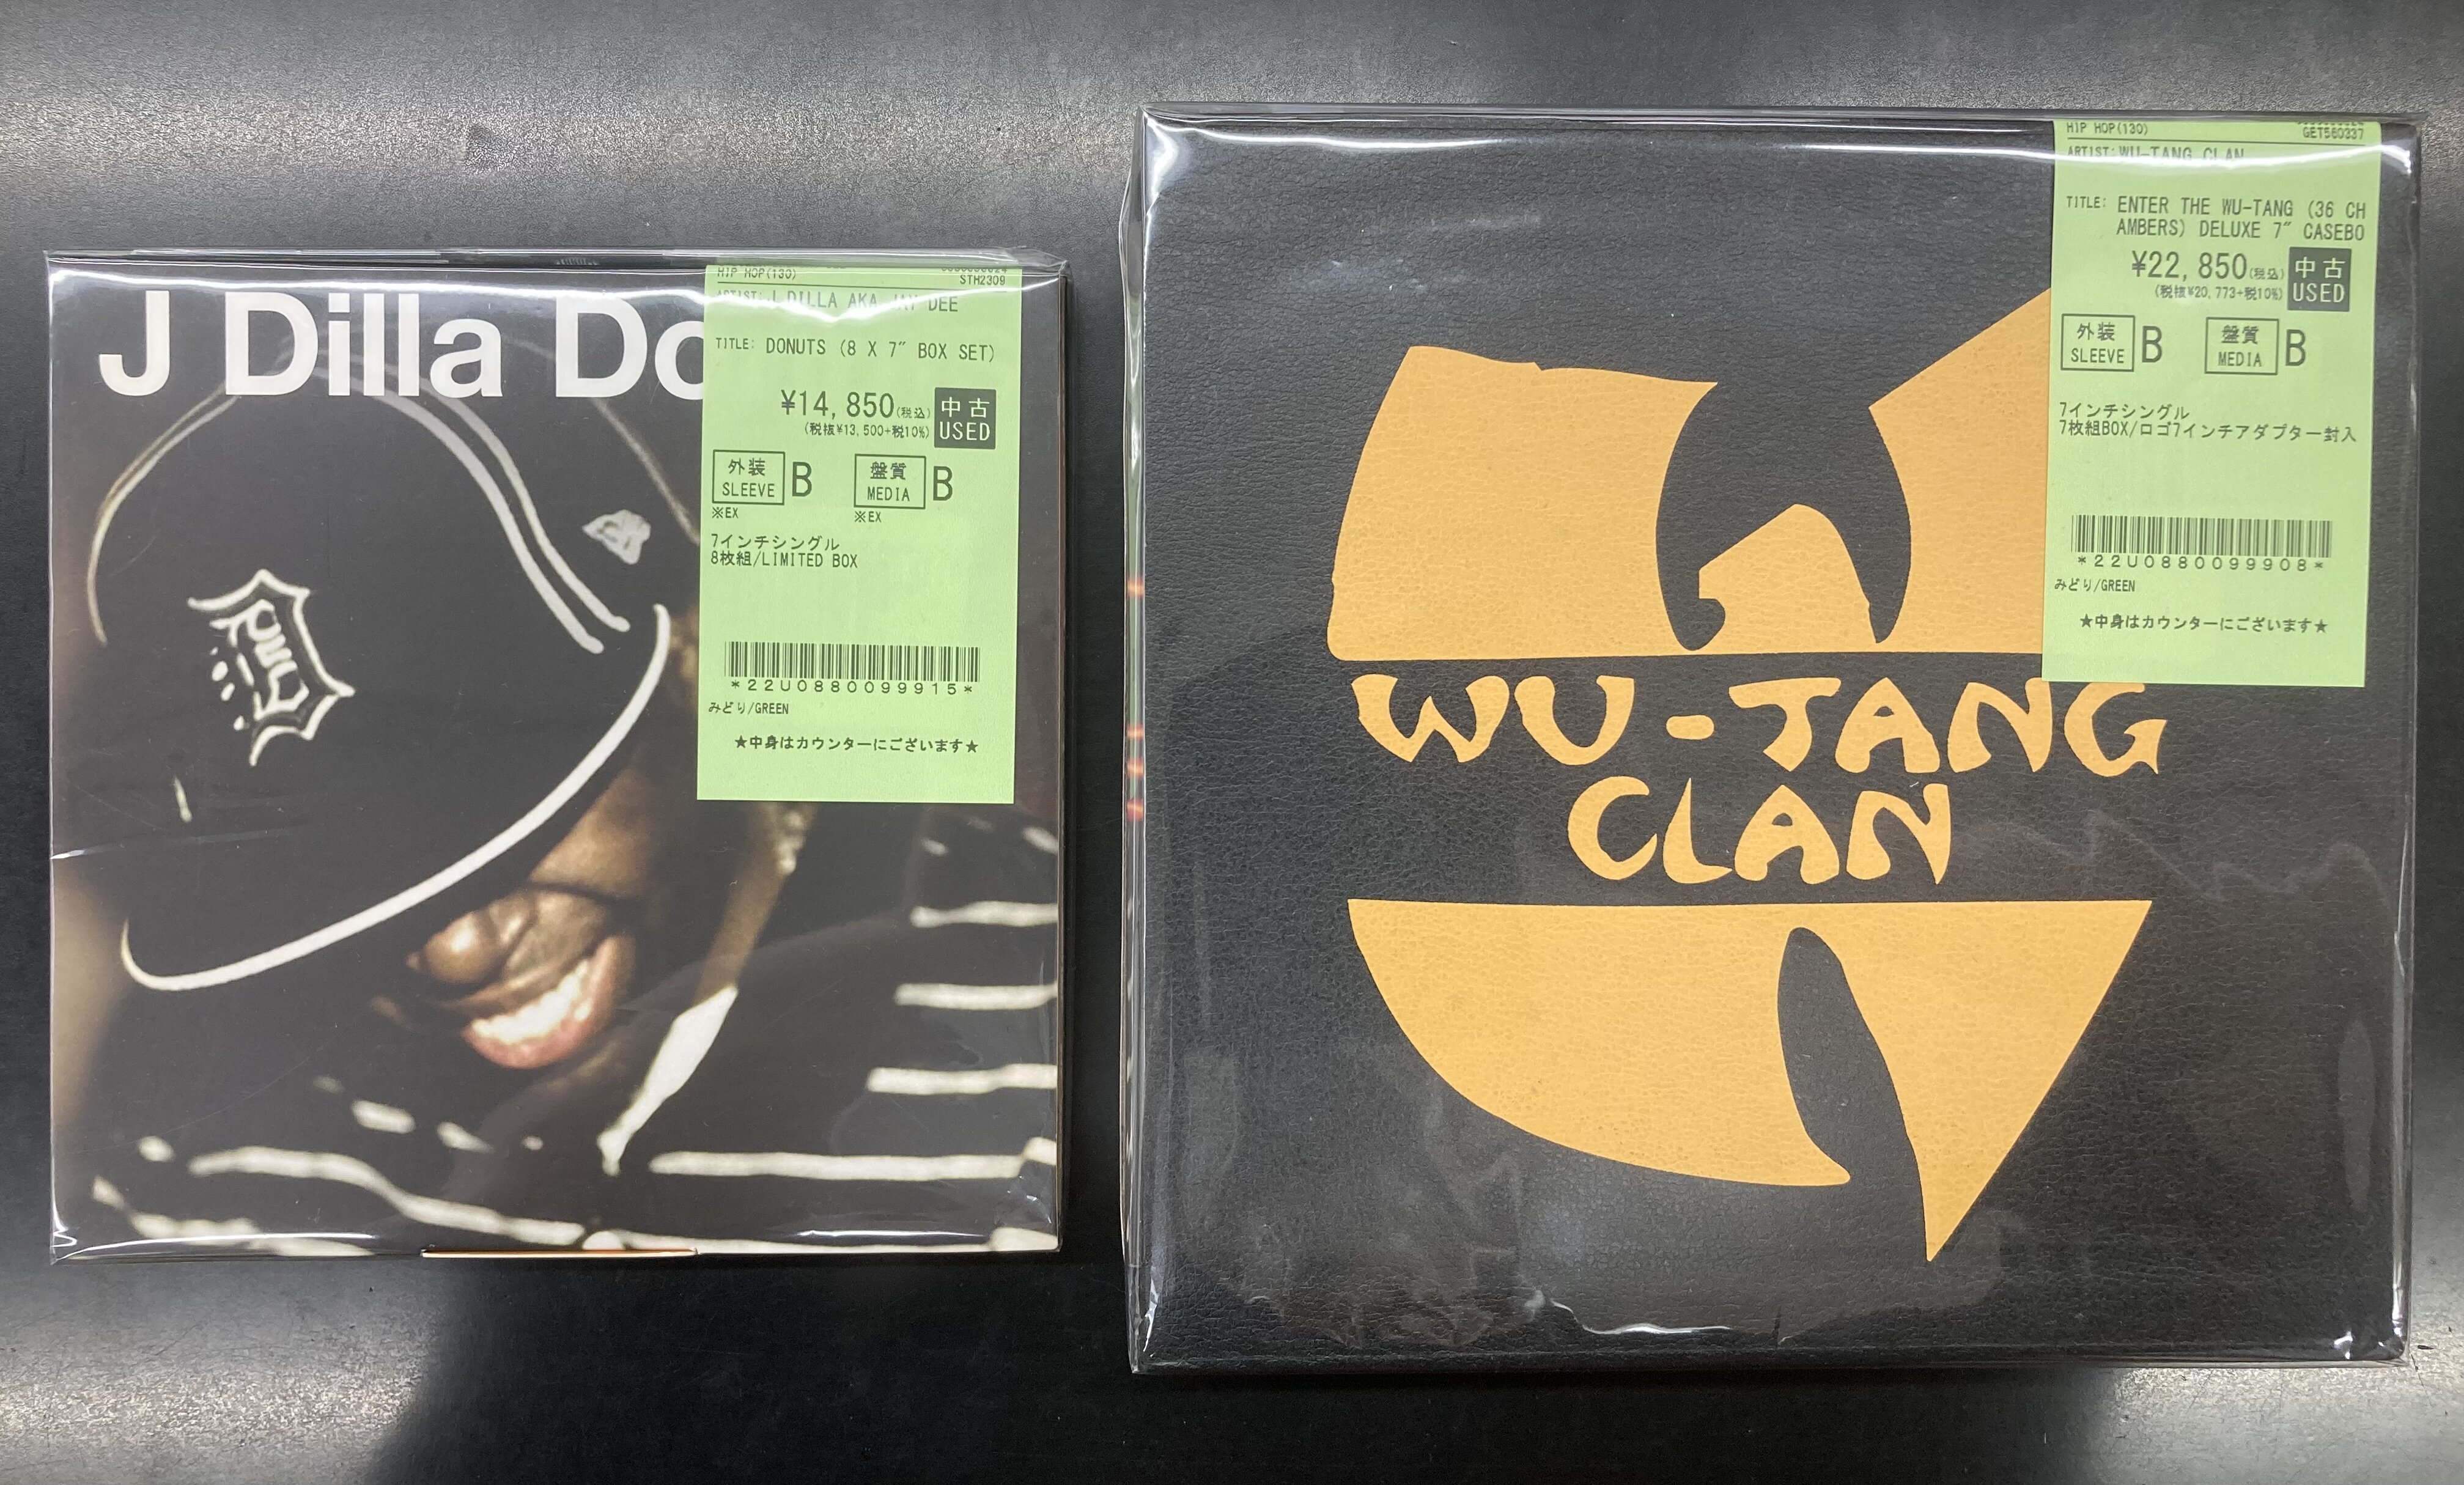 J Dilla Do
HIP HOP(130)
STH2309
ARTIST: J DILLA AKA JAY DEE
TITLE: DONUTS (8 X 7" BOX SET)
¥14,850(税込)
(税抜¥13,500+税10%)
中古
USED
外装
SLEEVE
B
※EX
盤質
MEDIA
B
※EX
7インチシングル
8枚組/LIMITED BOX
*22U0880099915*
みどり/GREEN
★中身はカウンターにございます★
HIP HOP(130)
GET560337
ARTIST: WU-TANG CLAN
TITLE: ENTER THE WU-TANG (36 CH
AMBERS) DELUXE 7" CASEBO
¥22,850(税込)
(税抜¥20,773+税10%)
中古
USED
外装
SLEEVE
B
盤質
MEDIA
B
7インチシングル
7枚組BOX/ロゴ7インチアダプター封入
*22U0880099908*
みどり/GREEN
★中身はカウンターにございます★
WU-TANG
CLAN